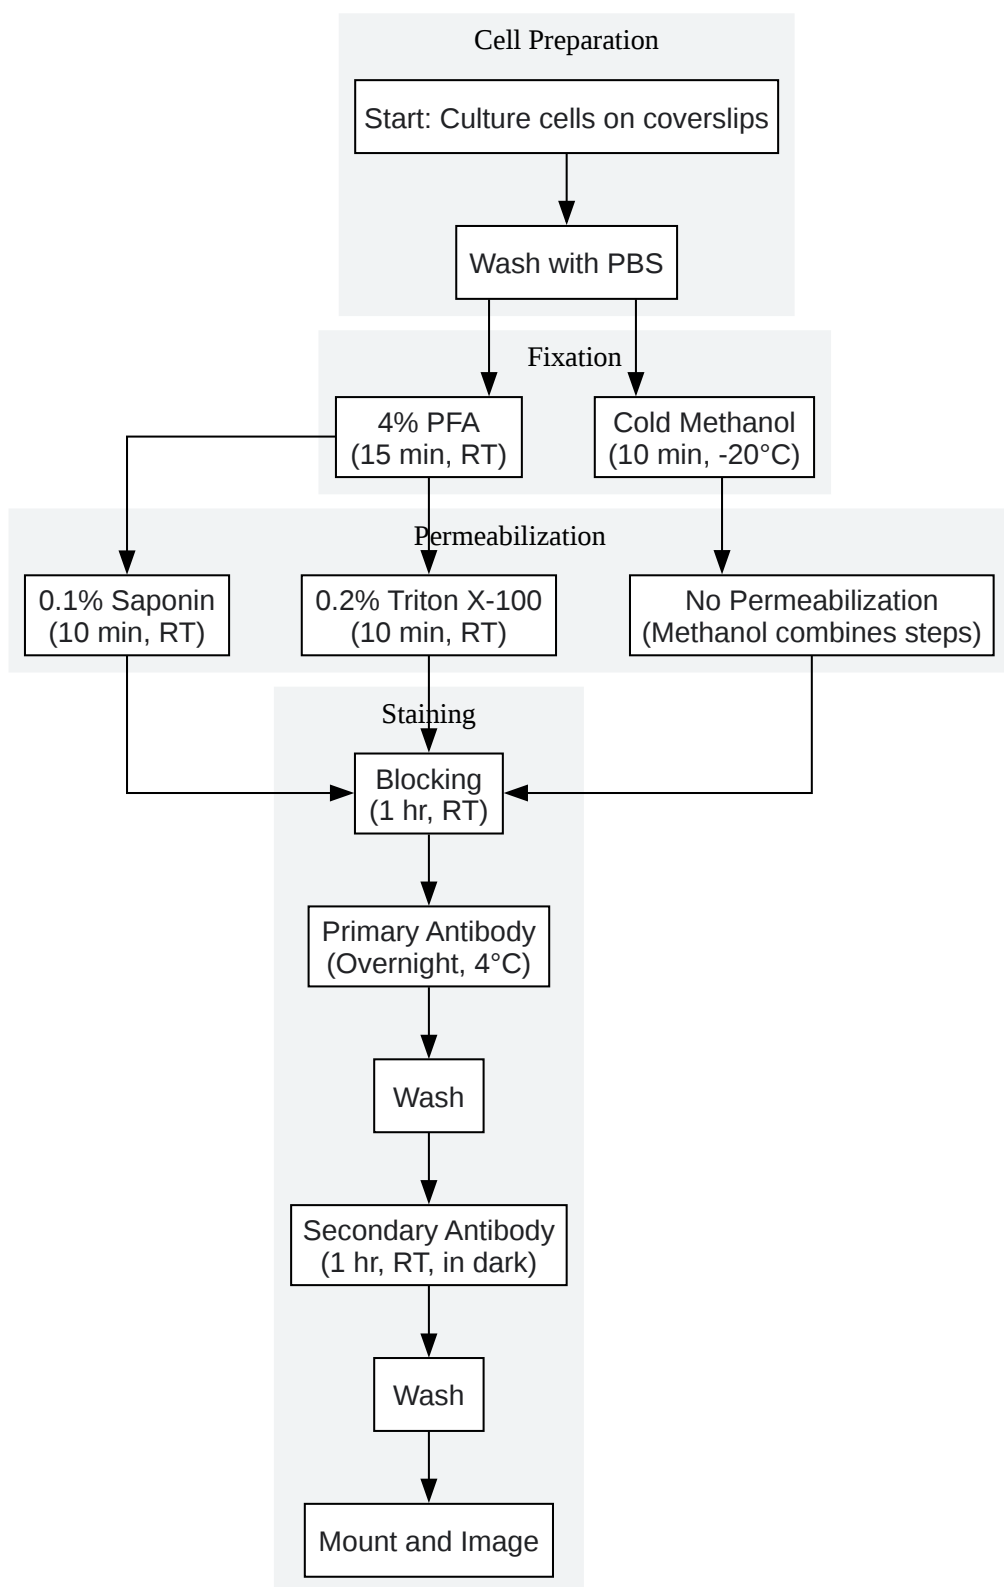 Cell Preparation
Start: Culture cells on coverslips
Wash with PBS
Fixation
4% PFA
(15 min, RT)
Cold Methanol
(10 min, -20°C)
Permeabilization
0.1% Saponin
(10 min, RT)
0.2% Triton X-100
(10 min, RT)
No Permeabilization
(Methanol combines steps)
Staining
Blocking
(1 hr, RT)
Primary Antibody
(Overnight, 4°C)
Wash
Secondary Antibody
(1 hr, RT, in dark)
Wash
Mount and Image